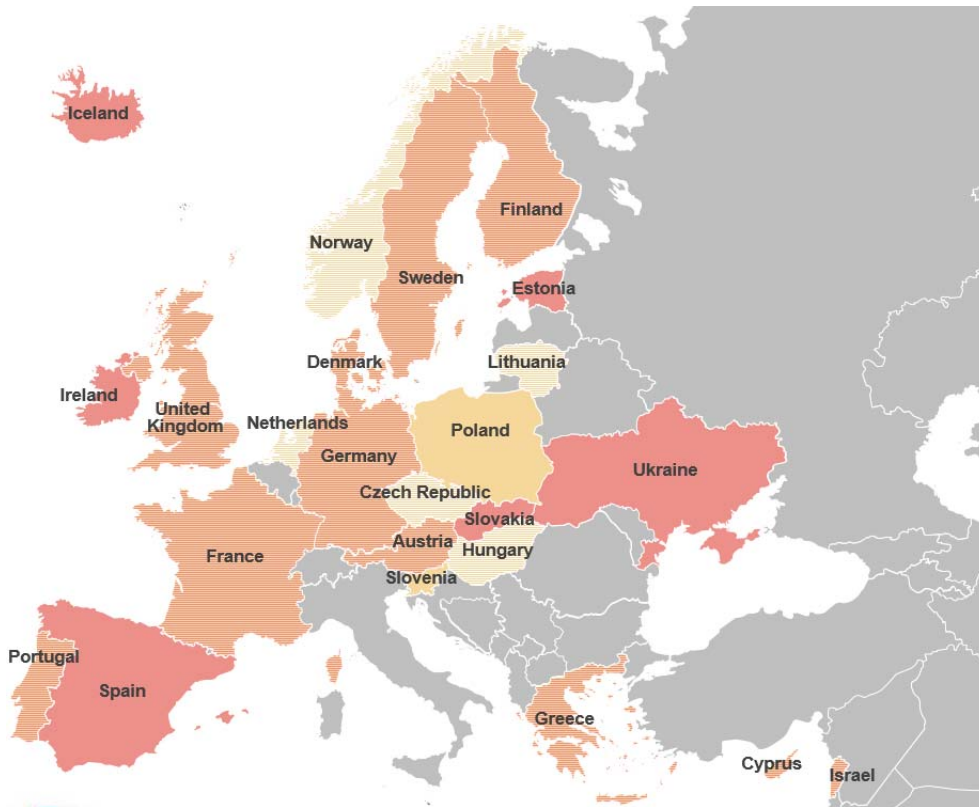 Iceland
Finland
Norway
Sweden
Estonia
Denmark
Lithuania
Ireland
United
Kingdom
Netherlands
Poland
Germany
Ukraine
Czech Republic
Slovakia
Austria
France
Hungary
Slovenia
Portugal
Spain
Greece
Cyprus
Israel